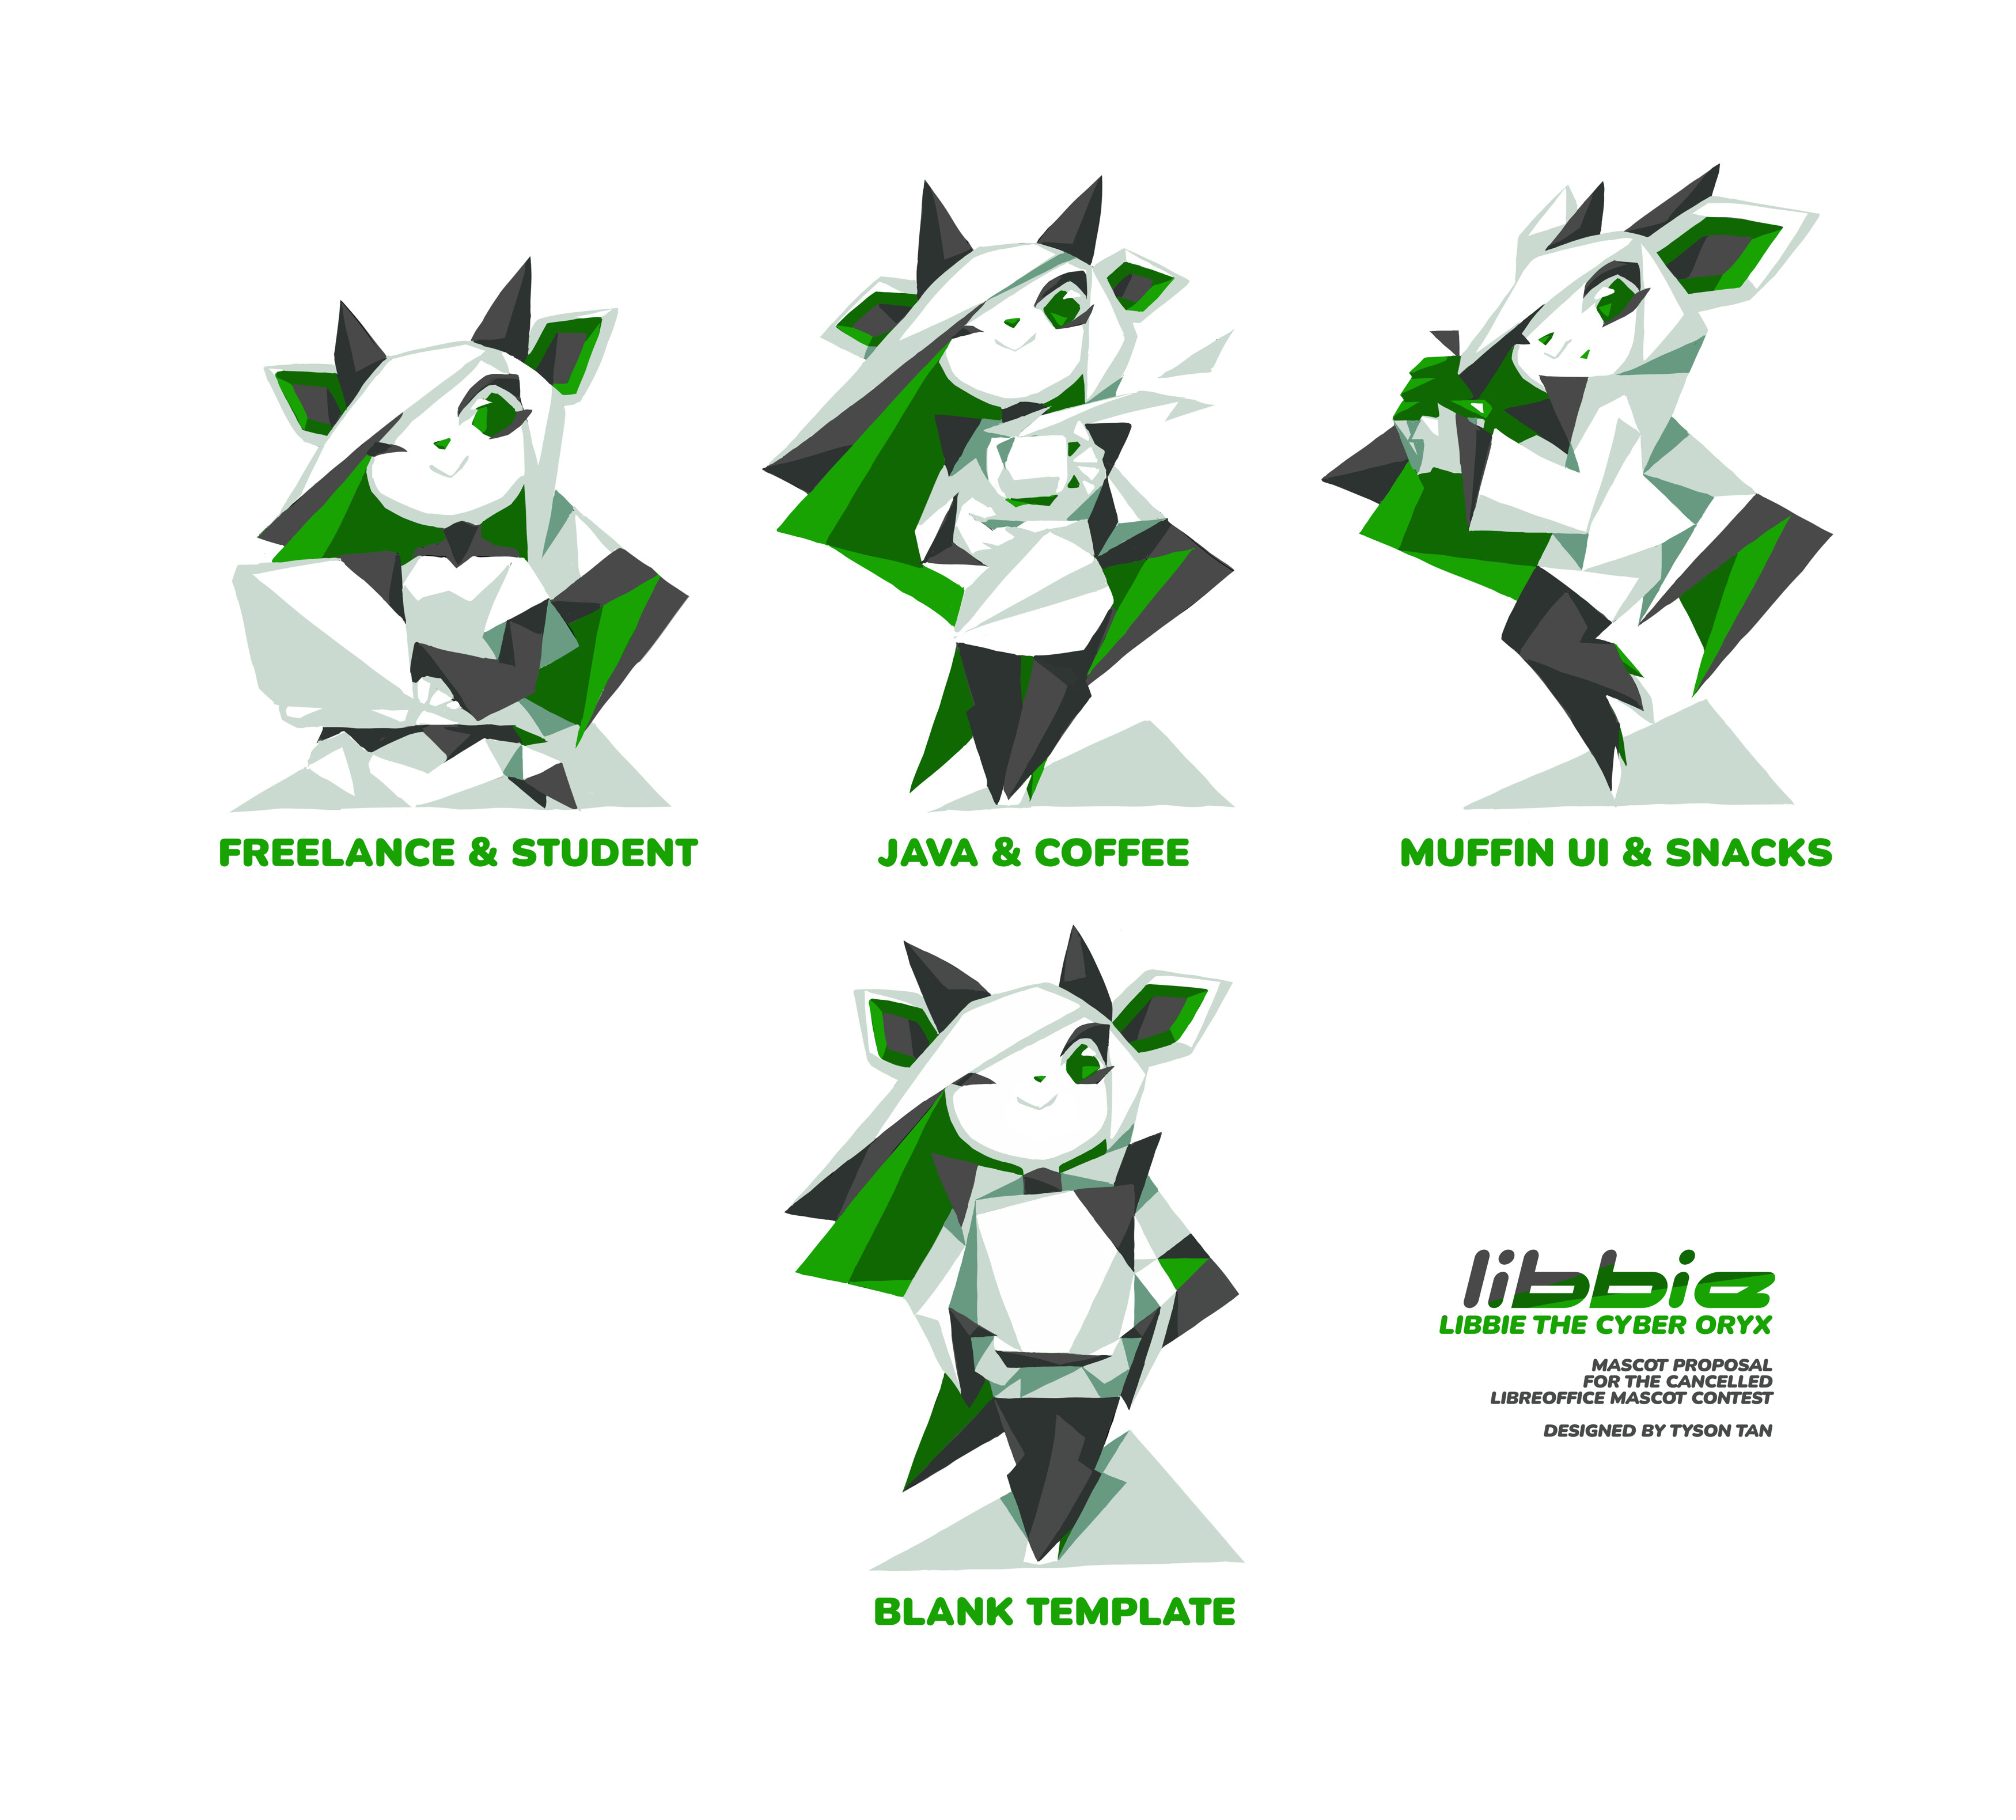 FREELANCE & STUDENT
JAVA & COFFEE
MUFFIN UI & SNACKS
BLANK TEMPLATE
libbie
LIBBIE THE CYBER ORYX
MASCOT PROPOSAL
FOR THE CANCELLED
LIBREOFFICE MASCOT CONTEST
DESIGNED BY TYSON TAN